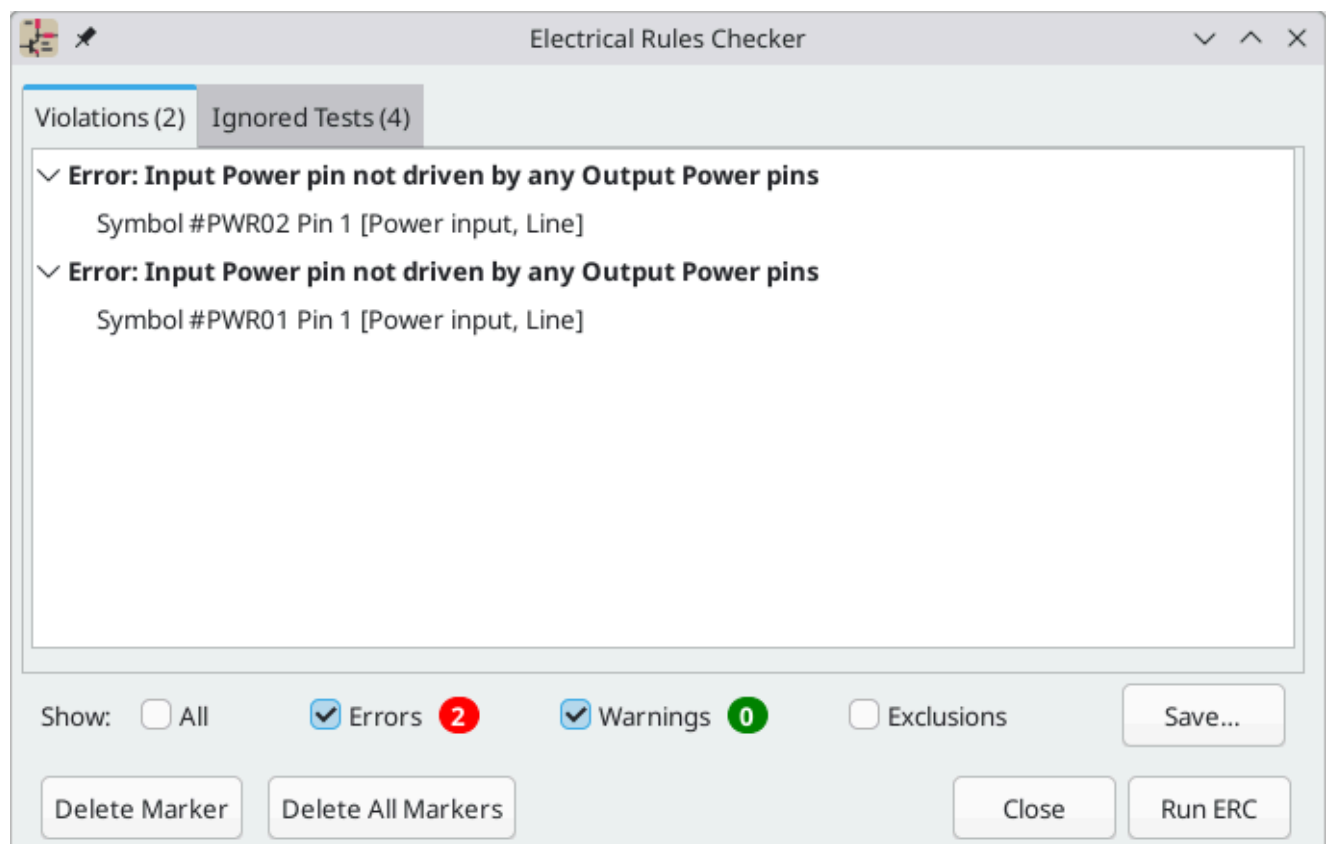 Electrical Rules Checker
Violations (2) Ignored Tests (4)
Error: Input Power pin not driven by any Output Power pins
Symbol #PWR02 Pin 1 [Power input, Line]
Error: Input Power pin not driven by any Output Power pins
Symbol #PWR01 Pin 1 [Power input, Line]
Show: All Errors 2 Warnings 0 Exclusions Save...
Delete Marker Delete All Markers Close Run ERC